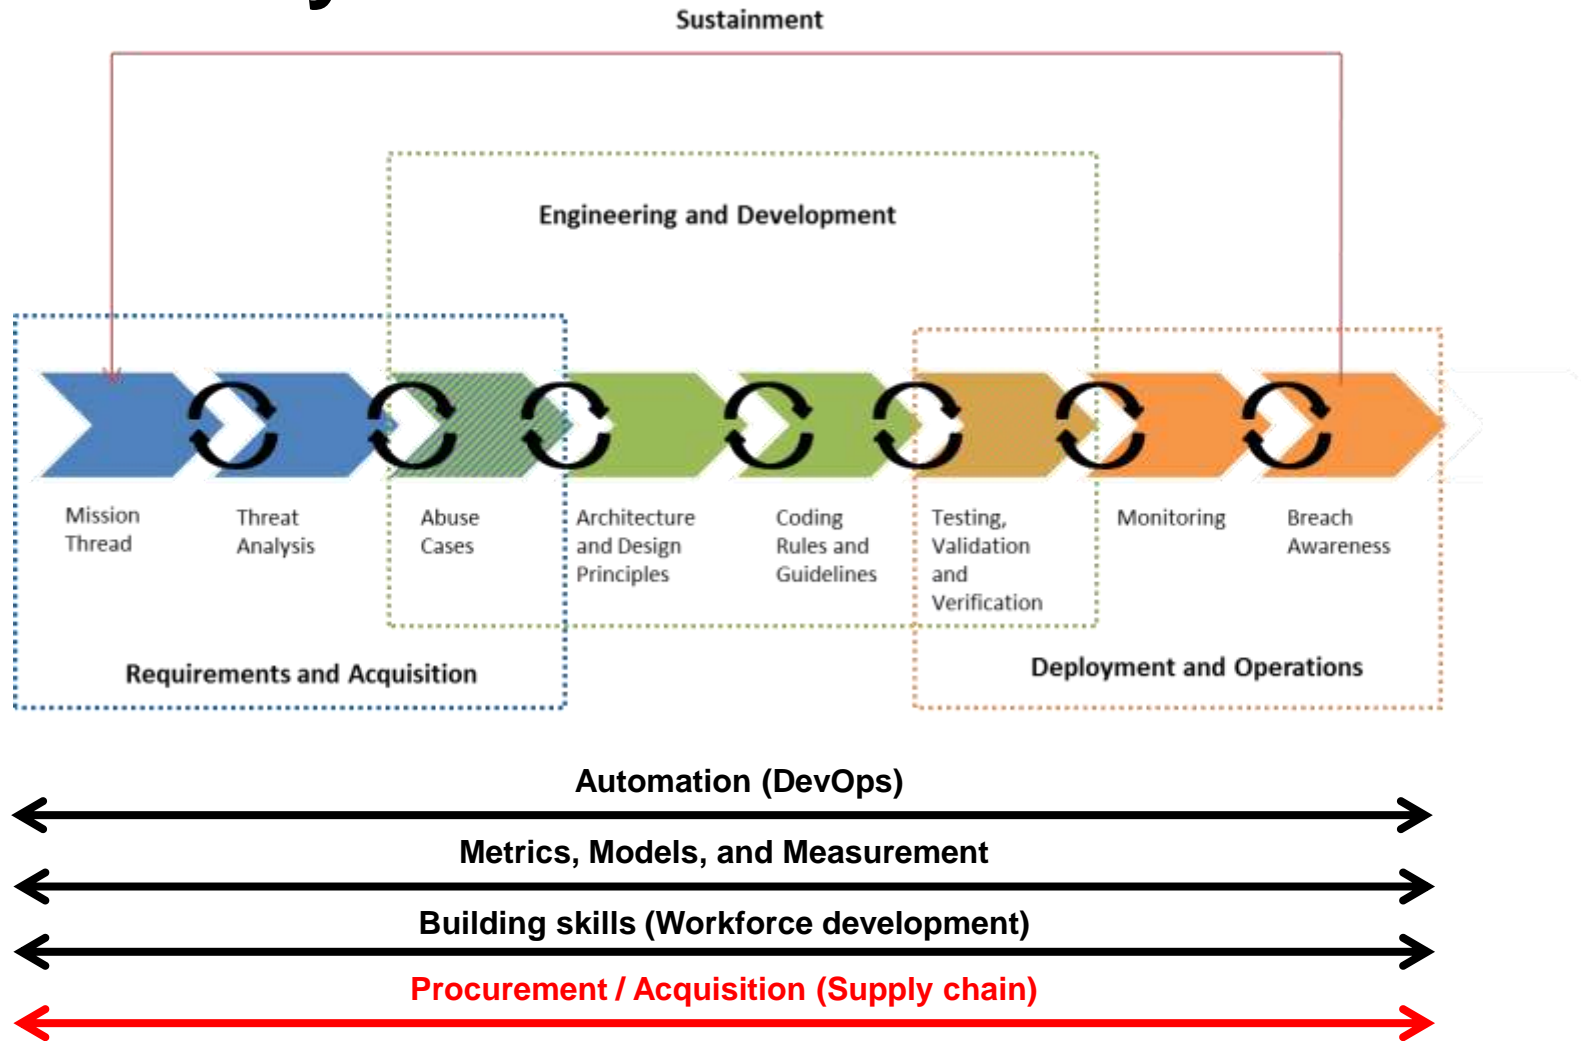 Sustainment
Engineering and Development
Mission
Thread
Threat
Analysis
Abuse
Cases
Architecture
and Design
Principles
Coding
Rules and
Guidelines
Testing,
Validation
and
Verification
Monitoring
Breach
Awareness
Requirements and Acquisition
Deployment and Operations
Automation (DevOps)
Metrics, Models, and Measurement
Building skills (Workforce development)
Procurement / Acquisition (Supply chain)